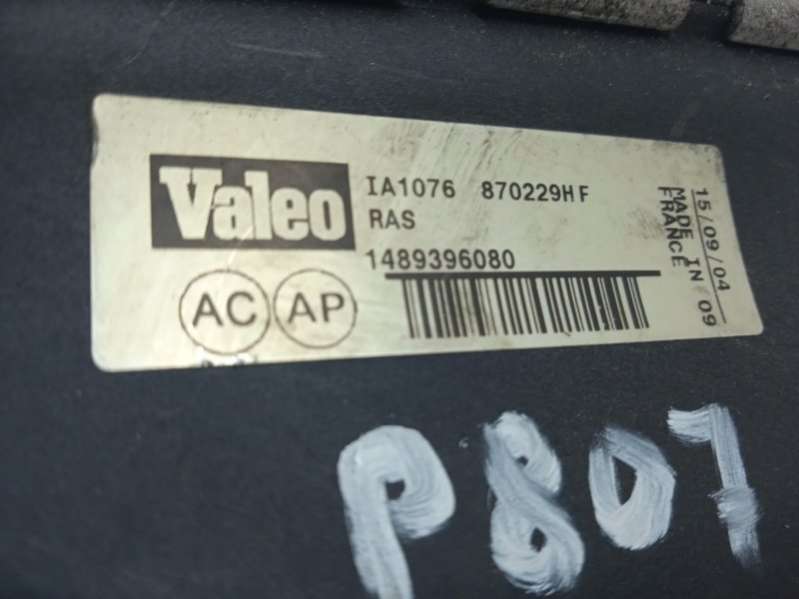 Valeo
IA1076 870229HF
RAS
1489396080
AC AP
15/09/04
MADE IN
FRANCE 09
P807